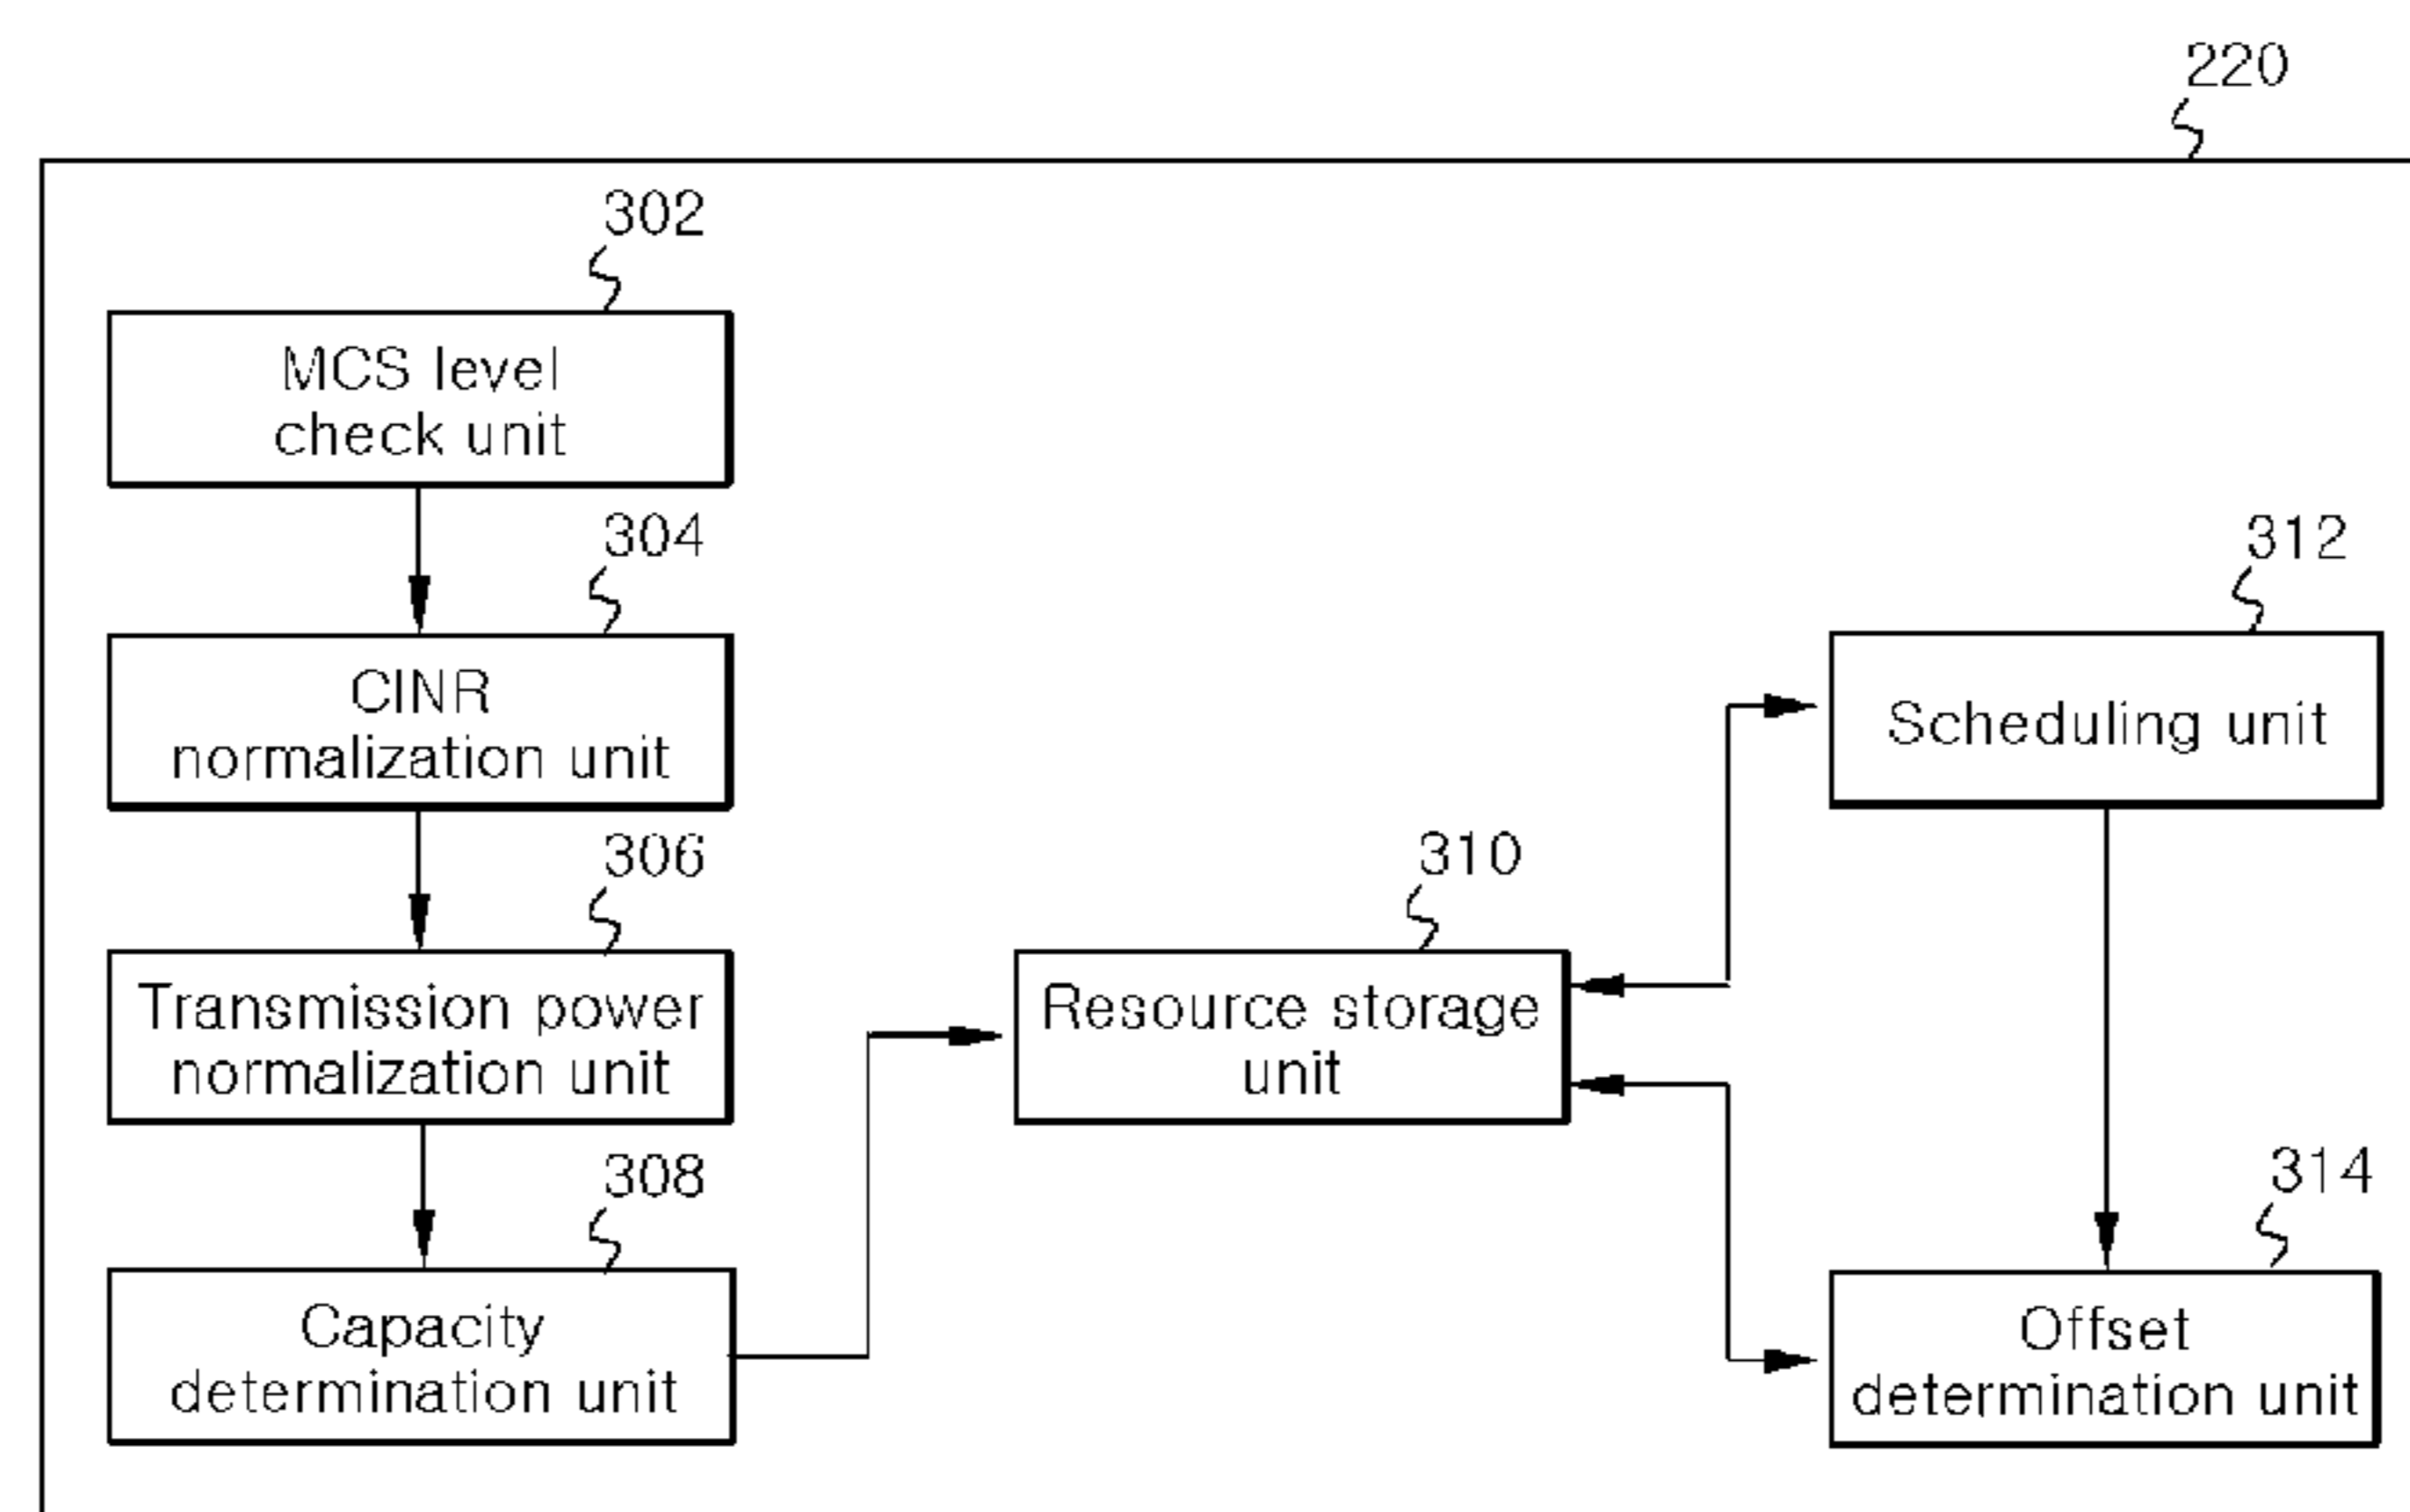 220
302
MCS level
check unit
304
CINR
normalization unit
306
Transmission power
normalization unit
308
Capacity
determination unit
310
Resource storage
unit
312
Scheduling unit
314
Offset
determination unit